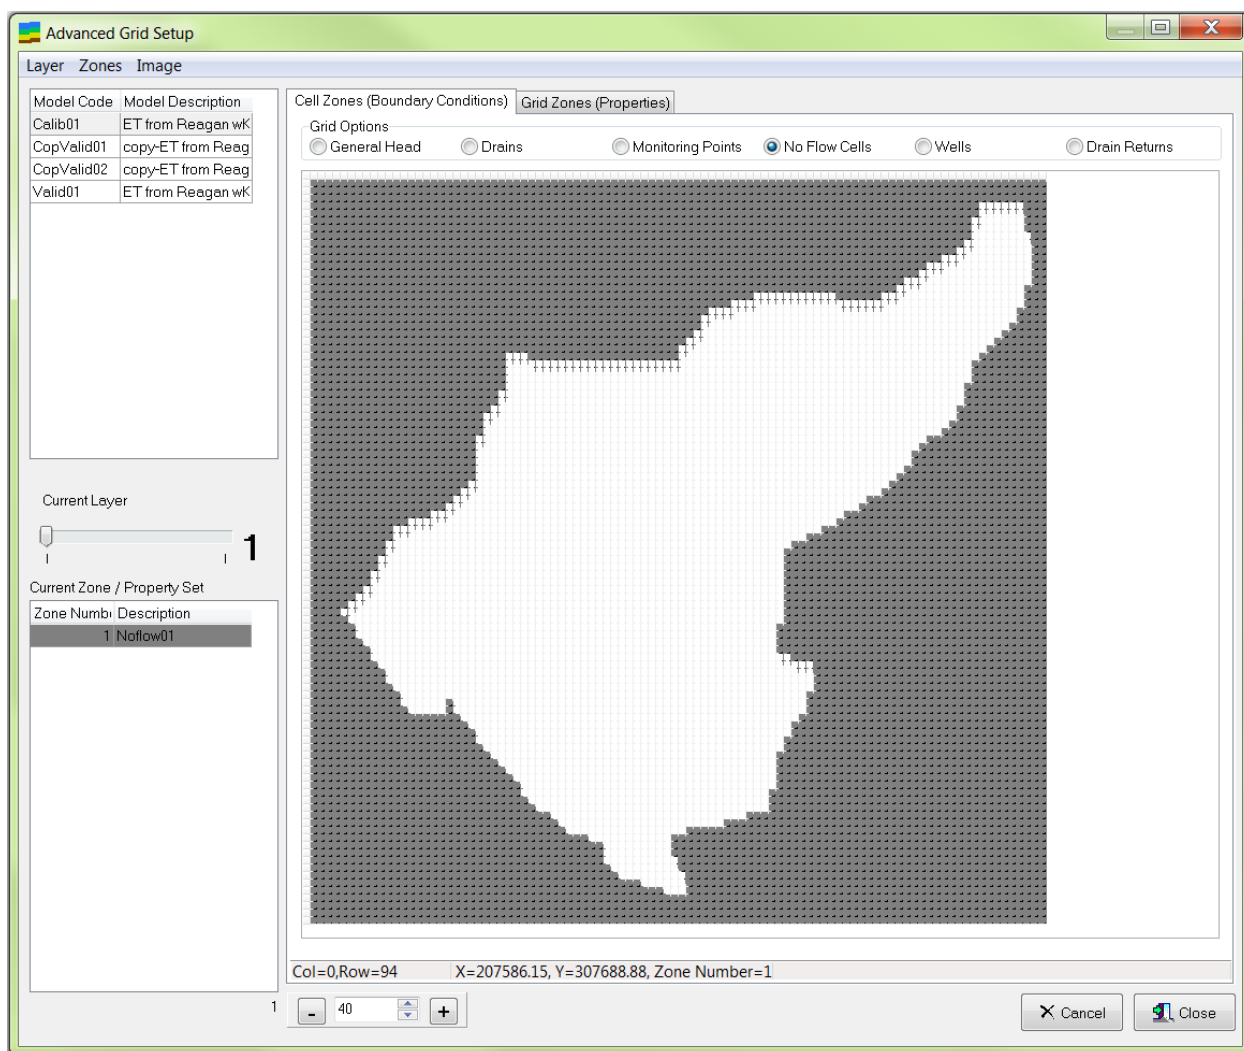 Advanced Grid Setup
Layer Zones Image
Model Code Model Description
Calib01 ET from Reagan wK
CopValid01 copy-ET from Reag
CopValid02 copy-ET from Reag
Valid01 ET from Reagan wK
Cell Zones (Boundary Conditions) Grid Zones (Properties)
Grid Options
General Head Drains Monitoring Points No Flow Cells Wells Drain Returns
Current Layer
1
Current Zone / Property Set
Zone Numb Description
1 Noflow01
Col=0,Row=94 X=207586.15, Y=307688.88, Zone Number=1
1
- 40 +
Cancel Close